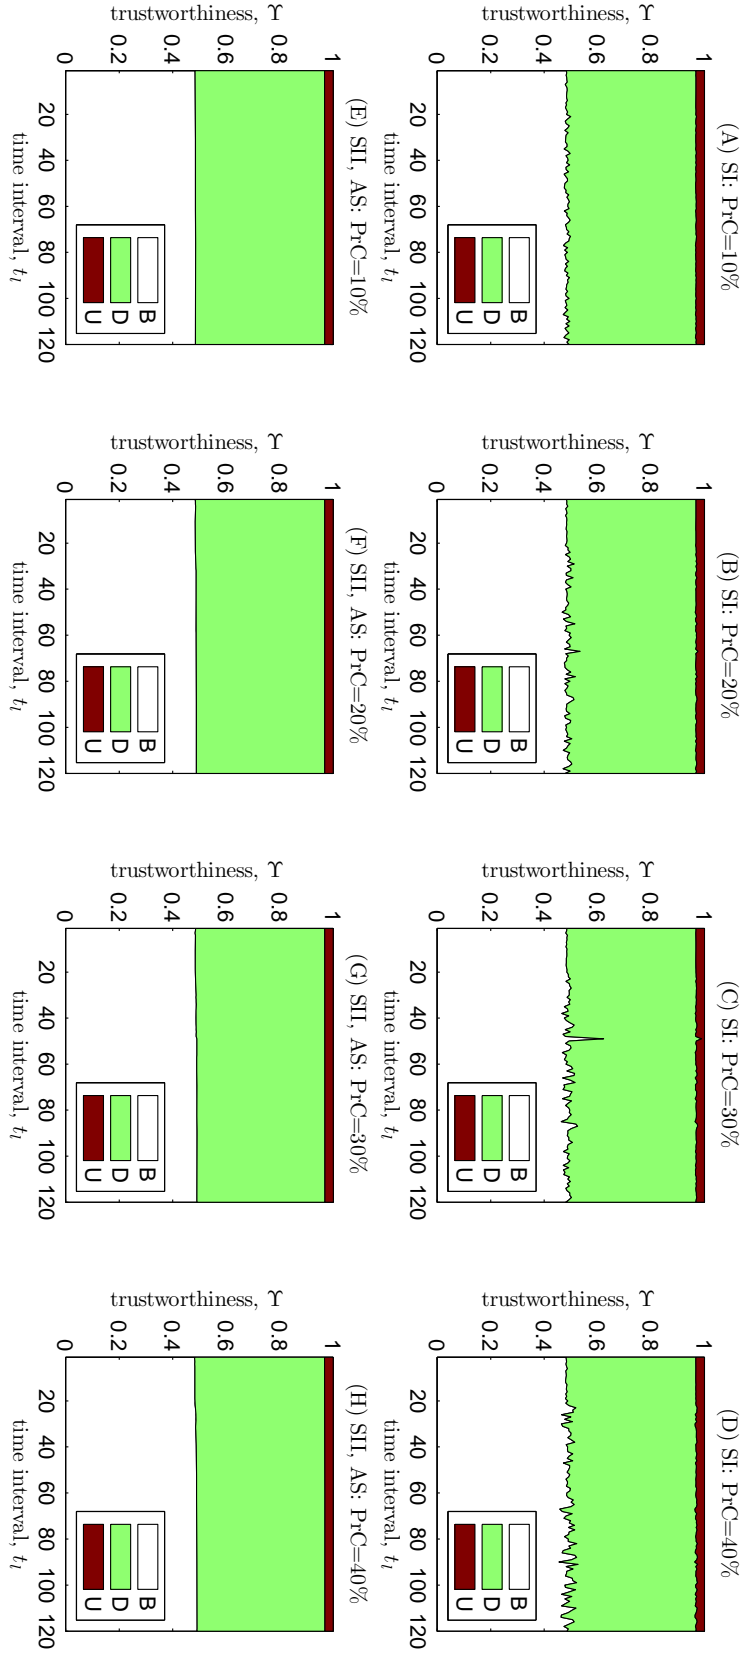 (A) SI: PrC=10%
trustworthiness, ϒ
1
0.8
0.6
0.4
0.2
0
20 40 60 80 100 120
time interval, t_l
B
D
U
(B) SI: PrC=20%
trustworthiness, ϒ
1
0.8
0.6
0.4
0.2
0
20 40 60 80 100 120
time interval, t_l
B
D
U
(C) SI: PrC=30%
trustworthiness, ϒ
1
0.8
0.6
0.4
0.2
0
20 40 60 80 100 120
time interval, t_l
B
D
U
(D) SI: PrC=40%
trustworthiness, ϒ
1
0.8
0.6
0.4
0.2
0
20 40 60 80 100 120
time interval, t_l
B
D
U
(E) SII, AS: PrC=10%
trustworthiness, ϒ
1
0.8
0.6
0.4
0.2
0
20 40 60 80 100 120
time interval, t_l
B
D
U
(F) SII, AS: PrC=20%
trustworthiness, ϒ
1
0.8
0.6
0.4
0.2
0
20 40 60 80 100 120
time interval, t_l
B
D
U
(G) SII, AS: PrC=30%
trustworthiness, ϒ
1
0.8
0.6
0.4
0.2
0
20 40 60 80 100 120
time interval, t_l
B
D
U
(H) SII, AS: PrC=40%
trustworthiness, ϒ
1
0.8
0.6
0.4
0.2
0
20 40 60 80 100 120
time interval, t_l
B
D
U